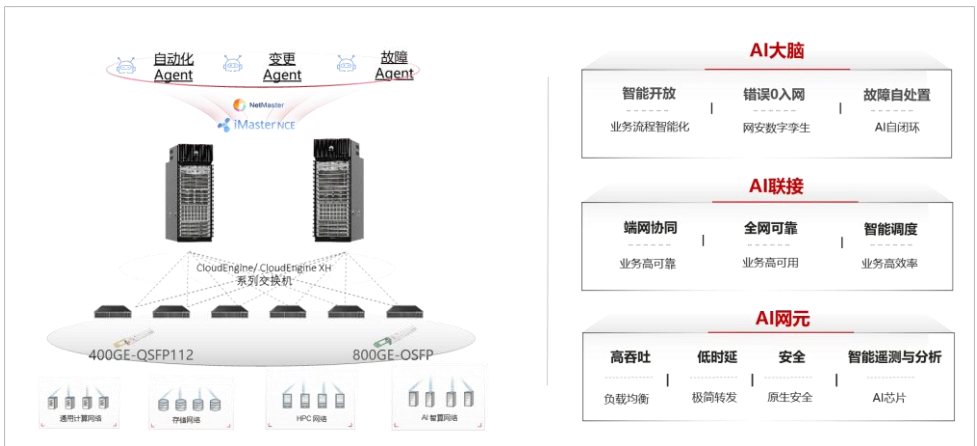 自动化
Agent
变更
Agent
故障
Agent
NetMaster
iMaster NCE
CloudEngine/ CloudEngine XH
系列交换机
400GE-QSFP112
800GE-OSFP
通用计算网络
存储网络
HPC 网络
AI 智算网络
AI大脑
智能开放
错误0入网
故障自处置
业务流程智能化
网安数字孪生
AI自闭环
AI联接
端网协同
全网可靠
智能调度
业务高可靠
业务高可用
业务高效率
AI网元
高吞吐
低时延
安全
智能遥测与分析
负载均衡
极简转发
原生安全
AI芯片